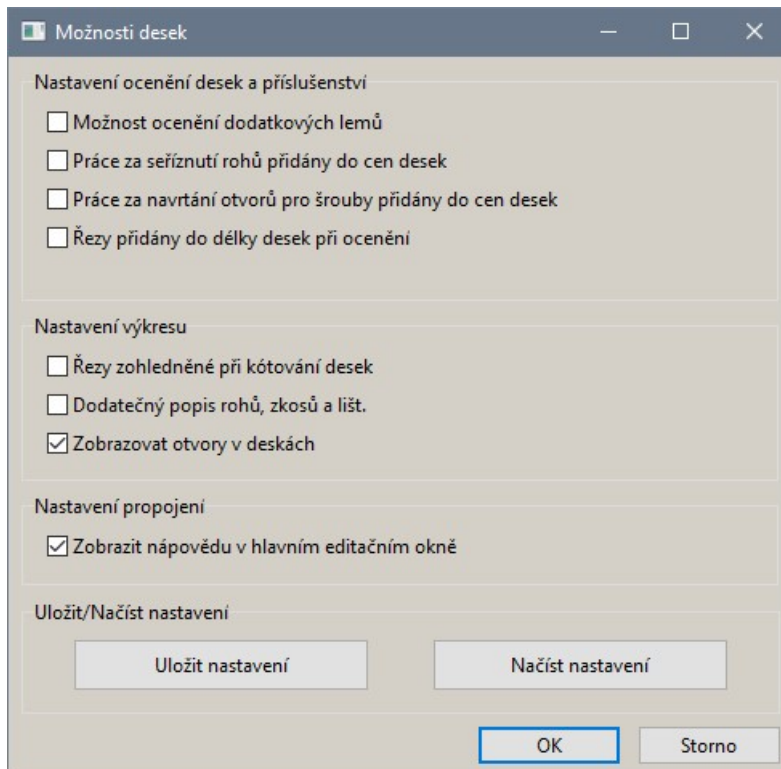 Možnosti desek
Nastavení ocenění desek a příslušenství
Možnost ocenění dodatkových lemů
Práce za seříznutí rohů přidány do cen desek
Práce za navrtání otvorů pro šrouby přidány do cen desek
Řezy přidány do délky desek při ocenění
Nastavení výkresu
Řezy zohledněné při kótování desek
Dodatečný popis rohů, zkosů a lišt.
Zobrazovat otvory v deskách
Nastavení propojení
Zobrazit nápovědu v hlavním editačním okně
Uložit/Načíst nastavení
Uložit nastavení Načíst nastavení
OK Storno